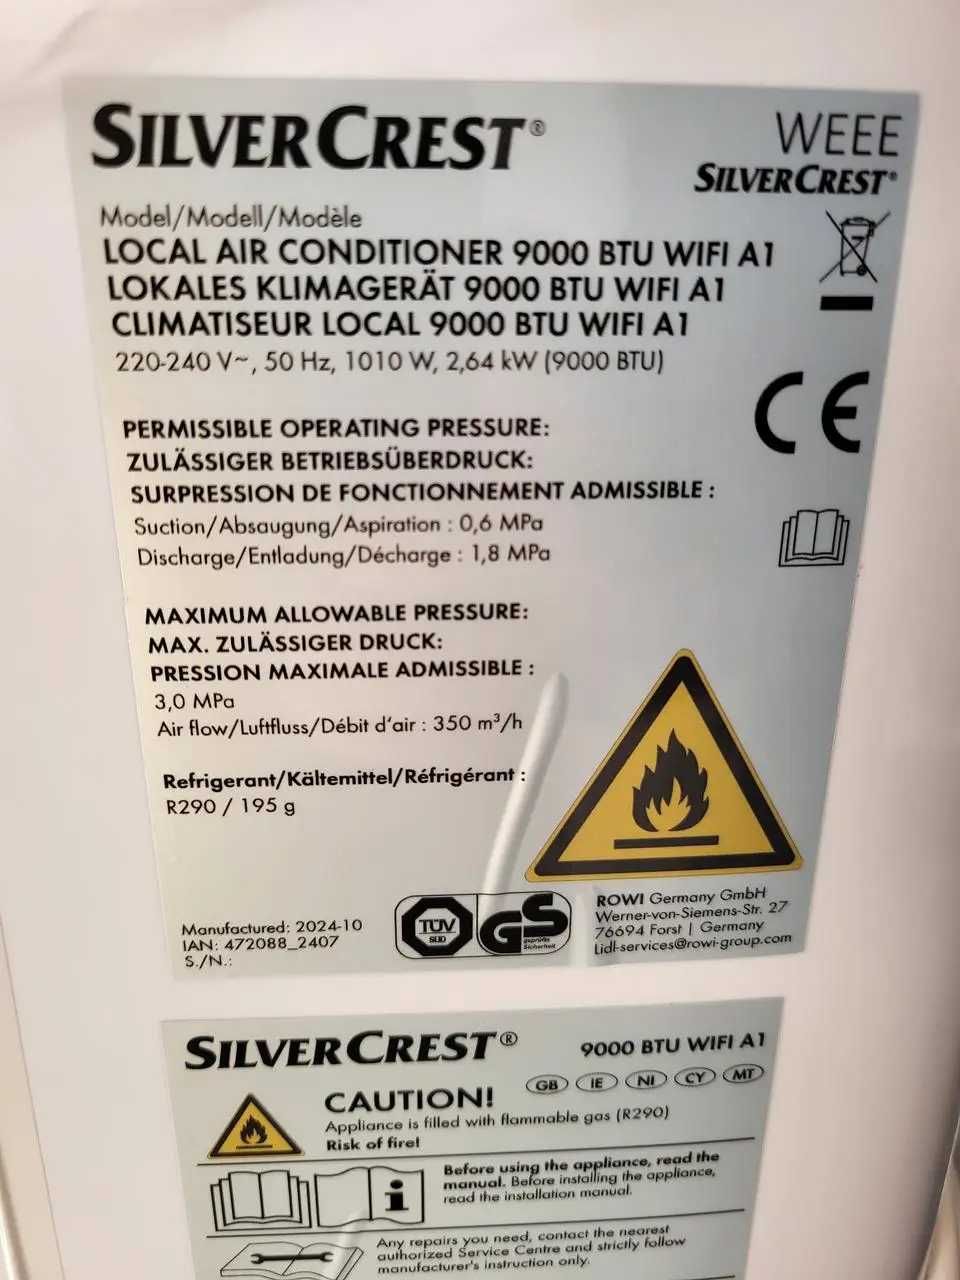 SILVERCREST®
WEEE
SILVERCREST®
Model/Modell/Modèle
LOCAL AIR CONDITIONER 9000 BTU WIFI A1
LOKALES KLIMAGERÄT 9000 BTU WIFI A1
CLIMATISEUR LOCAL 9000 BTU WIFI A1
220-240 V~, 50 Hz, 1010 W, 2,64 kW (9000 BTU)
CE
PERMISSIBLE OPERATING PRESSURE:
ZULÄSSIGER BETRIEBSÜBERDRUCK:
SURPRESSION DE FONCTIONNEMENT ADMISSIBLE :
Suction/Absaugung/Aspiration : 0,6 MPa
Discharge/Entladung/Décharge : 1,8 MPa
MAXIMUM ALLOWABLE PRESSURE:
MAX. ZULÄSSIGER DRUCK:
PRESSION MAXIMALE ADMISSIBLE :
3,0 MPa
Air flow/Luftfluss/Débit d'air : 350 m³/h
Refrigerant/Kältemittel/Réfrigérant :
R290 / 195 g
Manufactured: 2024-10
IAN: 472088_2407
S./N.:
TÜV
SÜD
GS
geprüfte
Sicherheit
ROWI Germany GmbH
Werner-von-Siemens-Str. 27
76694 Forst | Germany
Lidl-services@rowi-group.com
SILVERCREST®
9000 BTU WIFI A1
GB IE NI CY MT
CAUTION!
Appliance is filled with flammable gas (R290)
Risk of fire!
Before using the appliance, read the
manual. Before installing the appliance,
read the installation manual.
Any repairs you need, contact the nearest
authorized Service Centre and strictly follow
manufacturer's instruction only.